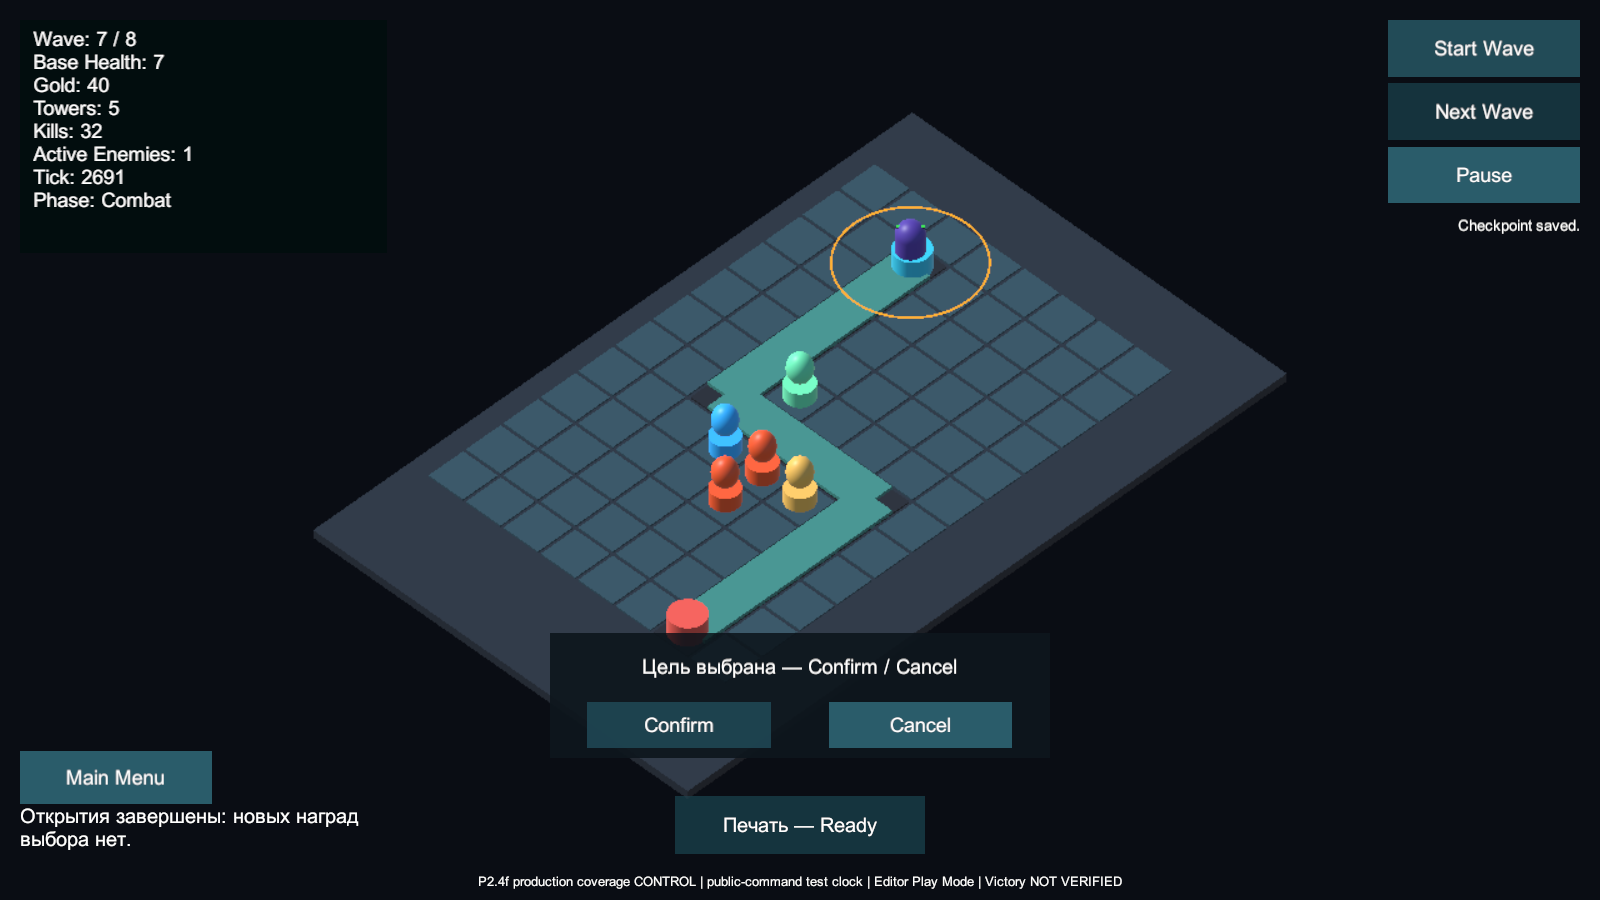 Wave: 7 / 8
Base Health: 7
Gold: 40
Towers: 5
Kills: 32
Active Enemies: 1
Tick: 2691
Phase: Combat
Start Wave
Next Wave
Pause
Checkpoint saved.
Цель выбрана — Confirm / Cancel
Confirm
Cancel
Main Menu
Открытия завершены: новых наград
выбора нет.
Печать — Ready
P2.4f production coverage CONTROL | public-command test clock | Editor Play Mode | Victory NOT VERIFIED